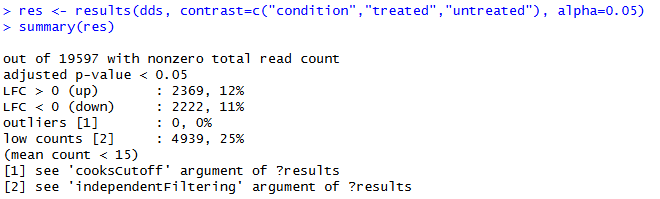 > res <- results(dds, contrast=c("condition","treated","untreated"), alpha=0.05)
> summary(res)
out of 19597 with nonzero total read count
adjusted p-value < 0.05
LFC > 0 (up)       : 2369, 12%
LFC < 0 (down)     : 2222, 11%
outliers [1]       : 0, 0%
low counts [2]     : 4939, 25%
(mean count < 15)
[1] see 'cooksCutoff' argument of ?results
[2] see 'independentFiltering' argument of ?results